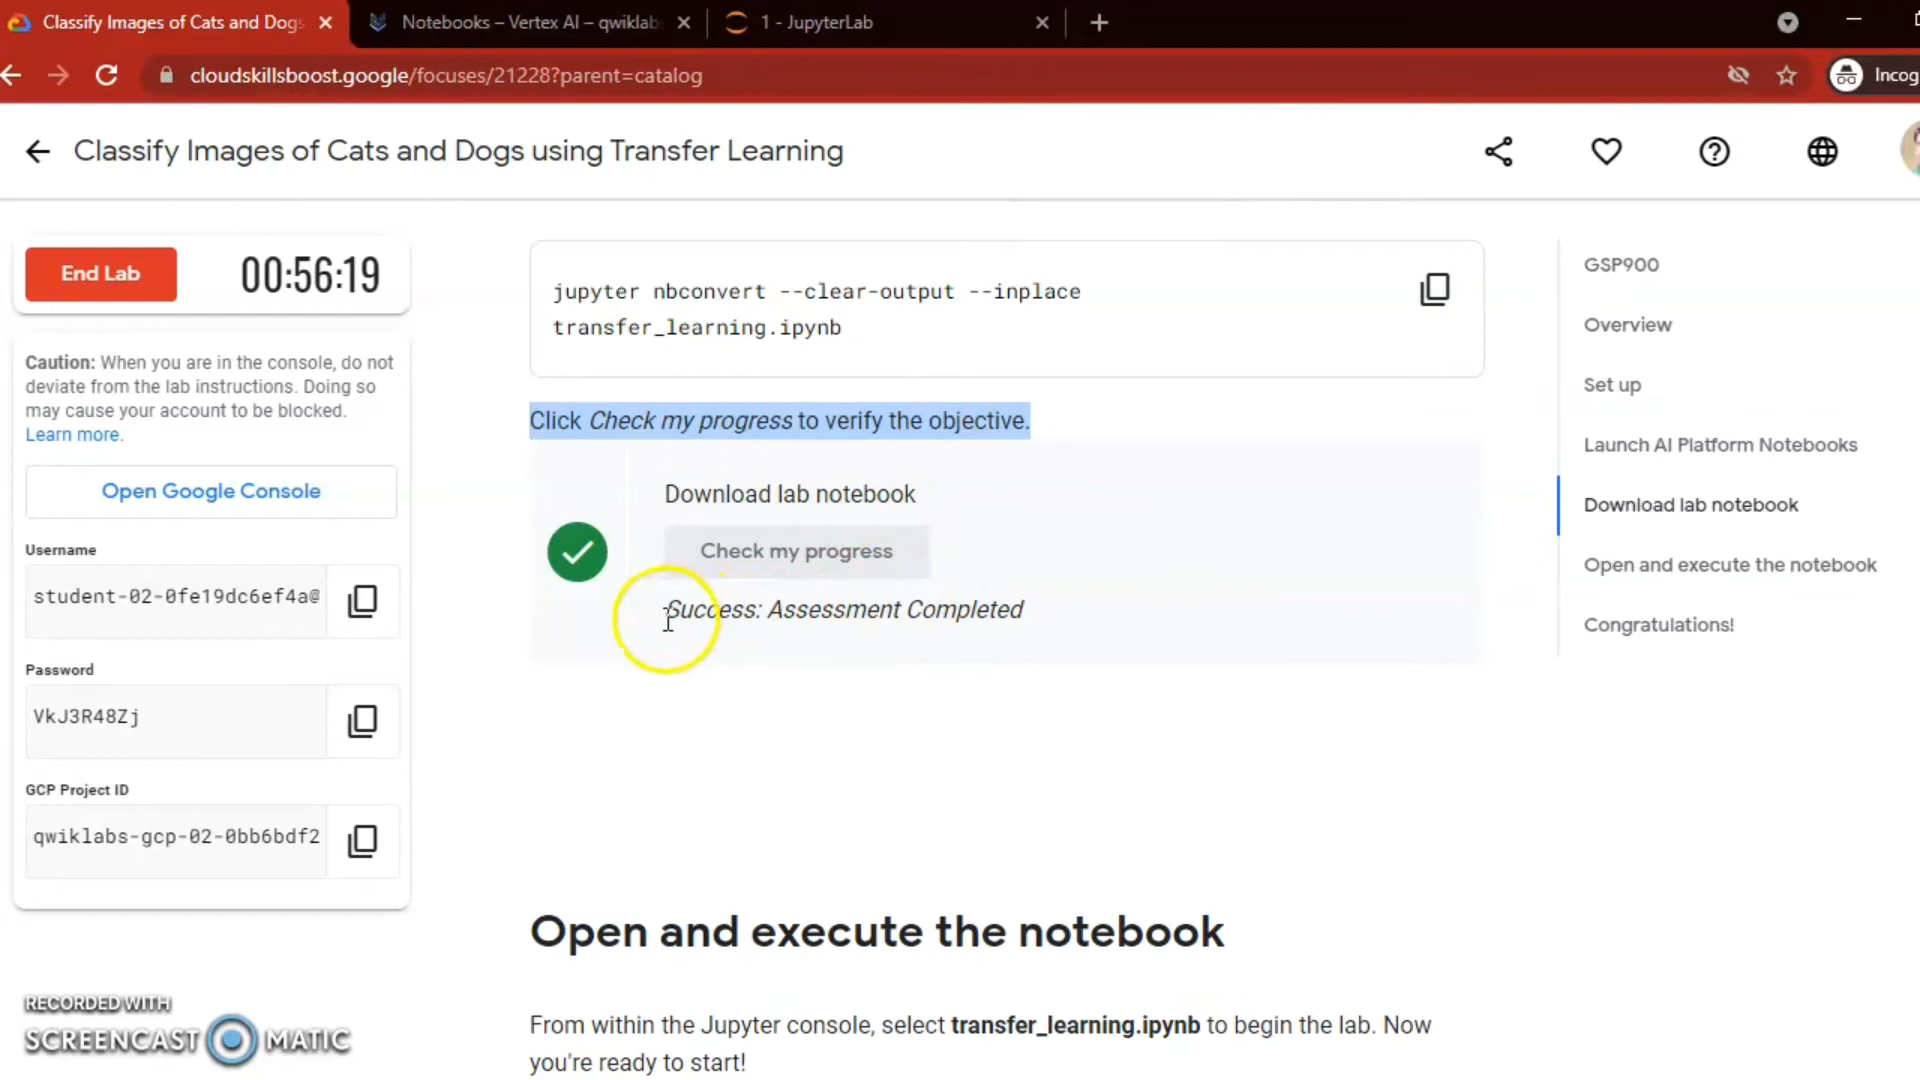 Classify Images of Cats and Dogs
Notebooks – Vertex AI – qwiklabs
1 - JupyterLab
cloudskillsboost.google/focuses/21228?parent=catalog
Incog
Classify Images of Cats and Dogs using Transfer Learning
End Lab
00:56:19
Caution: When you are in the console, do not
deviate from the lab instructions. Doing so
may cause your account to be blocked.
Learn more.
Open Google Console
Username
student-02-0fe19dc6ef4a@
Password
VkJ3R48Zj
GCP Project ID
qwiklabs-gcp-02-0bb6bdf2
jupyter nbconvert --clear-output --inplace
transfer_learning.ipynb
Click Check my progress to verify the objective.
Download lab notebook
Check my progress
Success: Assessment Completed
Open and execute the notebook
From within the Jupyter console, select transfer_learning.ipynb to begin the lab. Now
you're ready to start!
GSP900
Overview
Set up
Launch AI Platform Notebooks
Download lab notebook
Open and execute the notebook
Congratulations!
RECORDED WITH
SCREENCAST MATIC